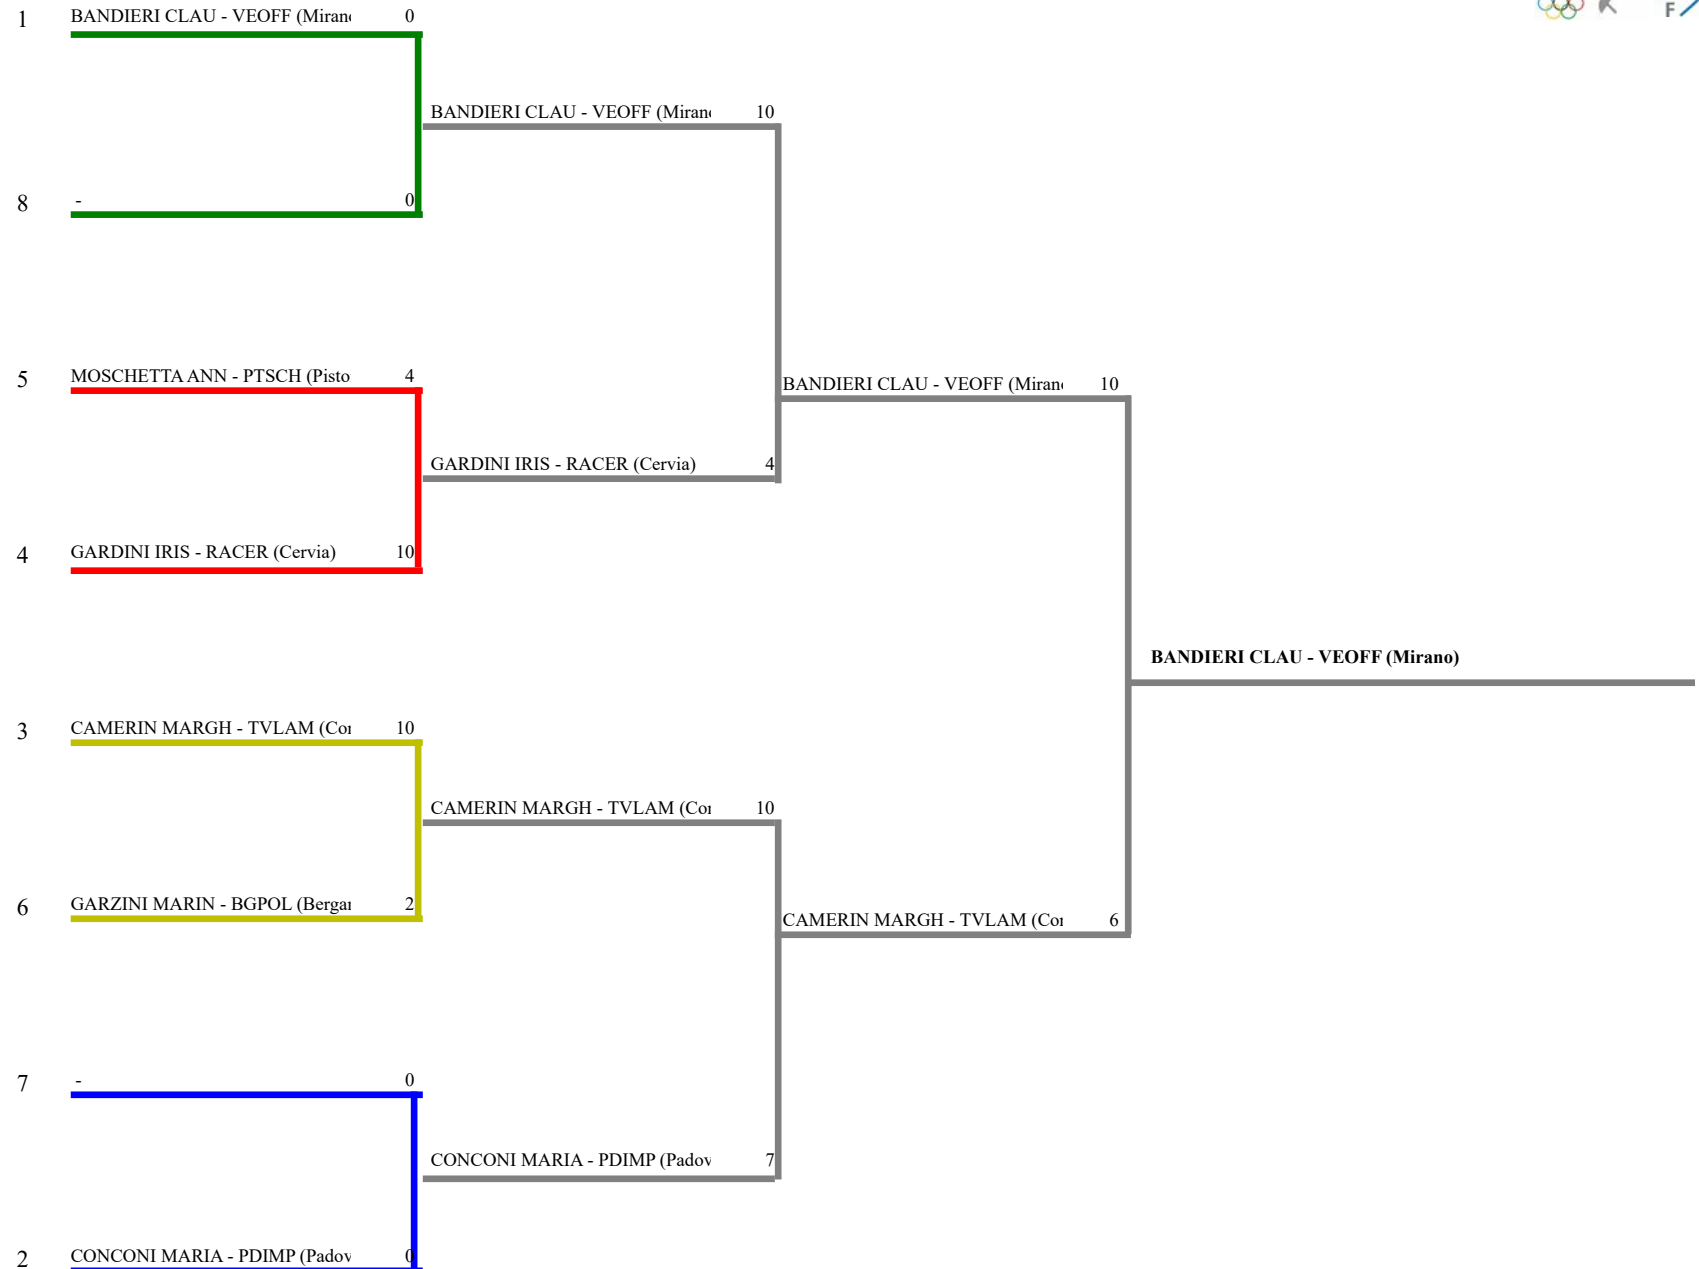 1 BANDIERI CLAU - VEOFF (Miran 0
F
BANDIERI CLAU - VEOFF (Miran 10
8 - 0
5 MOSCHETTA ANN - PTSCH (Pisto 4
BANDIERI CLAU - VEOFF (Miran 10
GARDINI IRIS - RACER (Cervia) 4
4 GARDINI IRIS - RACER (Cervia) 10
BANDIERI CLAU - VEOFF (Mirano)
3 CAMERIN MARGH - TVLAM (Co 10
CAMERIN MARGH - TVLAM (Co 10
6 GARZINI MARIN - BGPOL (Berga 2
CAMERIN MARGH - TVLAM (Co 6
7 - 0
CONCONI MARIA - PDIMP (Padov 7
2 CONCONI MARIA - PDIMP (Padov 0